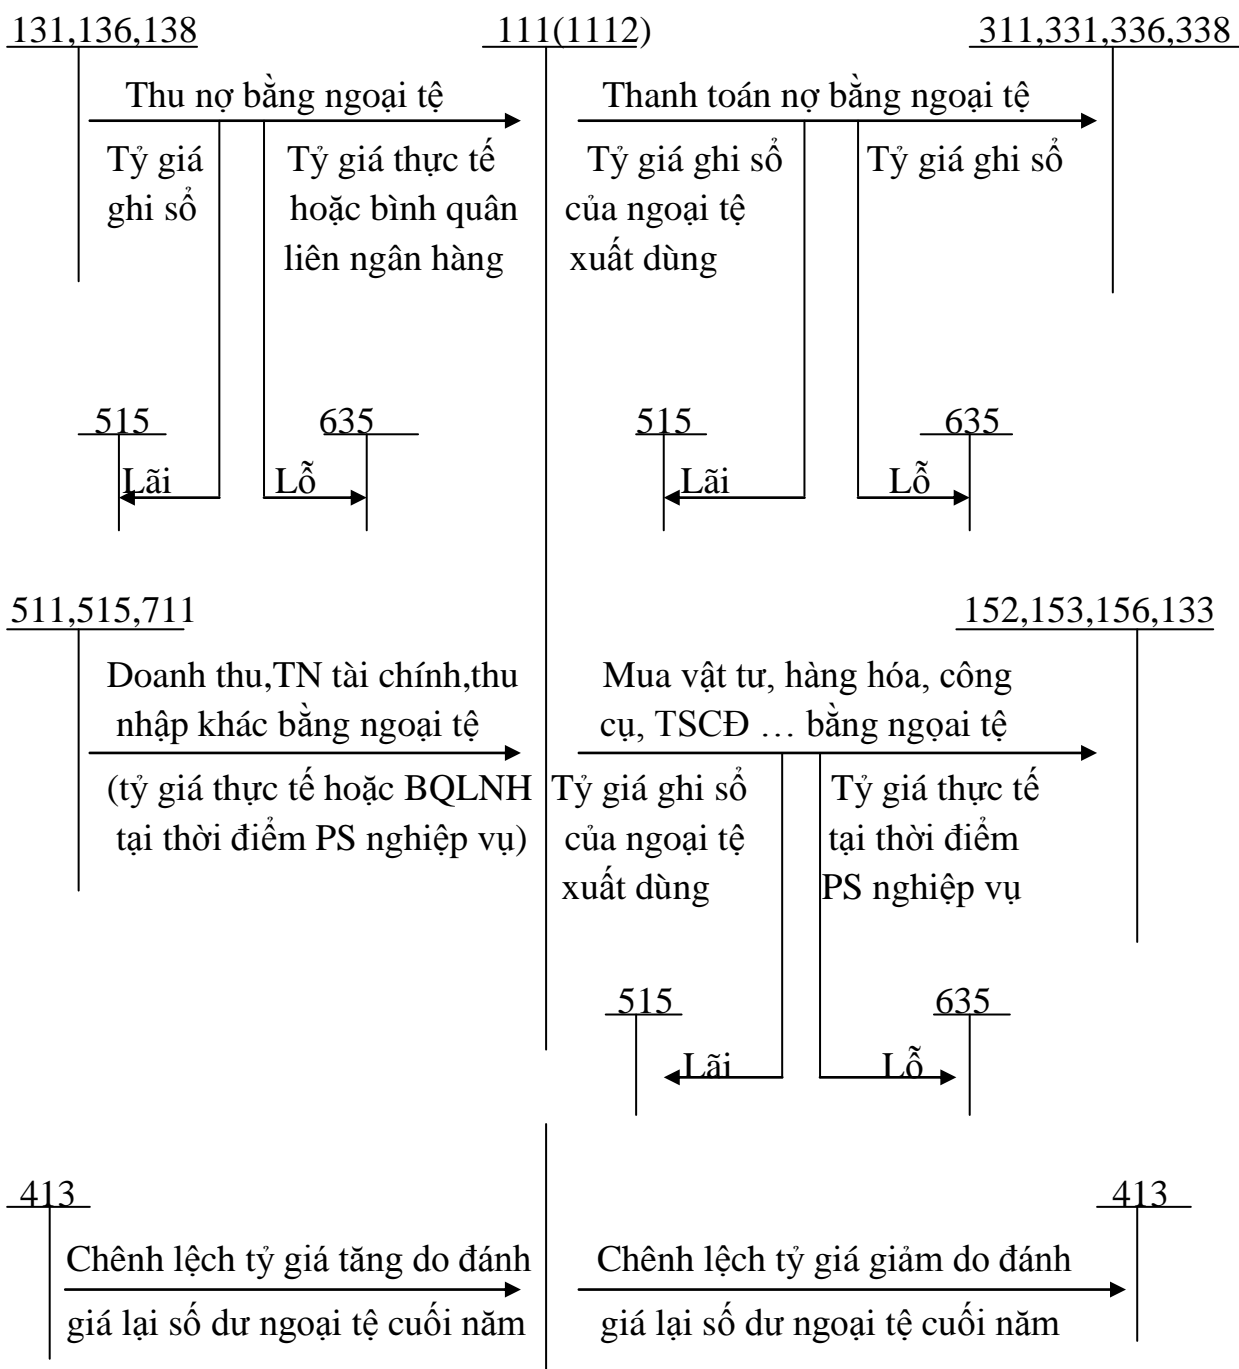 131,136,138
111(1112)
311,331,336,338
Thu nợ bằng ngoại tệ
Thanh toán nợ bằng ngoại tệ
Tỷ giá
ghi sổ
Tỷ giá thực tế
hoặc bình quân
liên ngân hàng
Tỷ giá ghi sổ
của ngoại tệ
xuất dùng
Tỷ giá ghi sổ
515
635
515
635
Lãi
Lỗ
Lãi
Lỗ
511,515,711
152,153,156,133
Doanh thu,TN tài chính,thu
nhập khác bằng ngoại tệ
(tỷ giá thực tế hoặc BQLNH
tại thời điểm PS nghiệp vụ)
Mua vật tư, hàng hóa, công
cụ, TSCĐ … bằng ngọai tệ
Tỷ giá ghi sổ
của ngoại tệ
xuất dùng
Tỷ giá thực tế
tại thời điểm
PS nghiệp vụ
515
635
Lãi
Lỗ
413
413
Chênh lệch tỷ giá tăng do đánh
giá lại số dư ngoại tệ cuối năm
Chênh lệch tỷ giá giảm do đánh
giá lại số dư ngoại tệ cuối năm